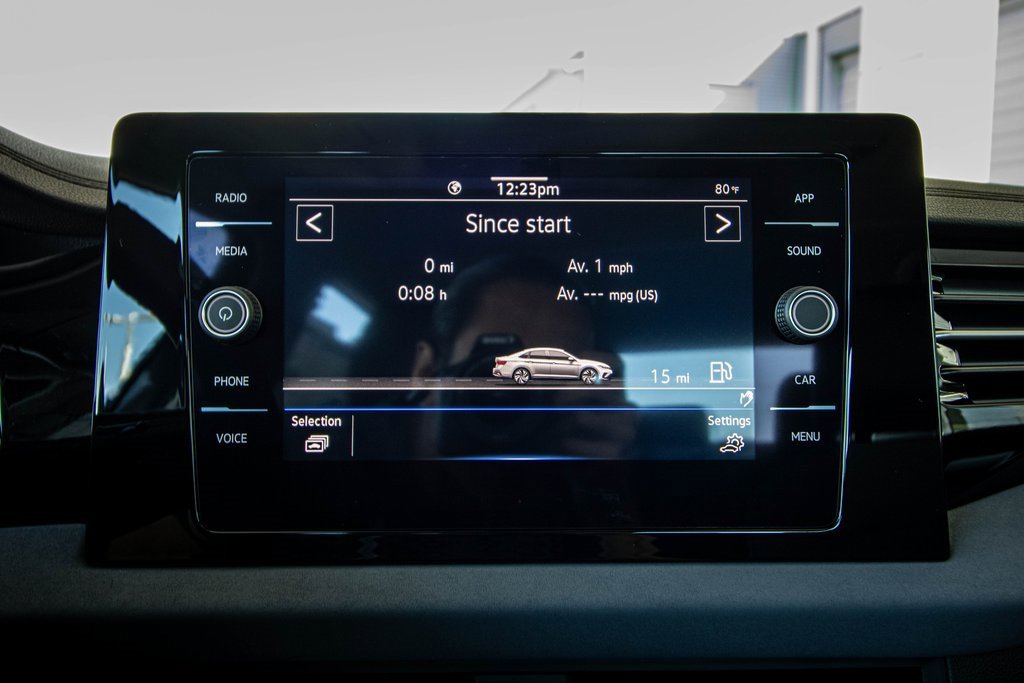 RADIO
MEDIA
PHONE
VOICE
12:23pm
80°F
Since start
0 mi
Av. 1 mph
0:08 h
Av. --- mpg (US)
15 mi
Selection
Settings
APP
SOUND
CAR
MENU